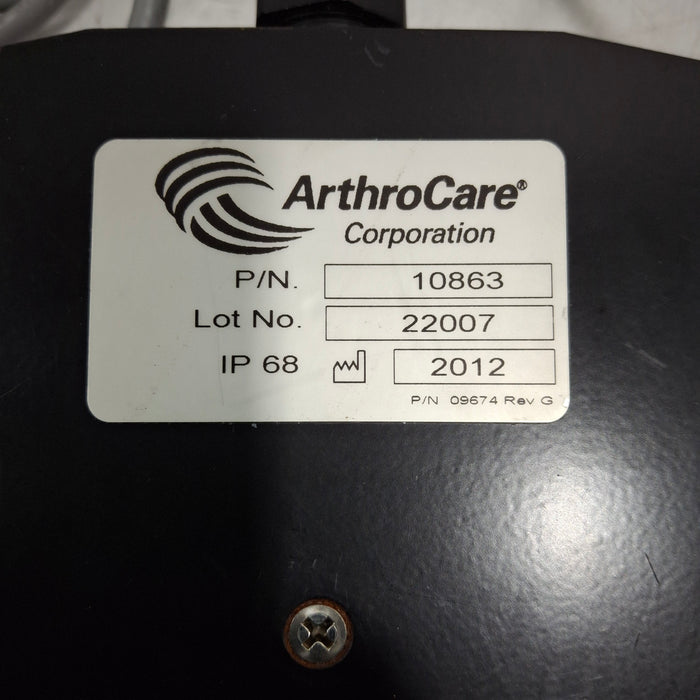 ArthroCare®
Corporation
P/N. 10863
Lot No. 22007
IP 68 2012
P/N 09674 Rev G